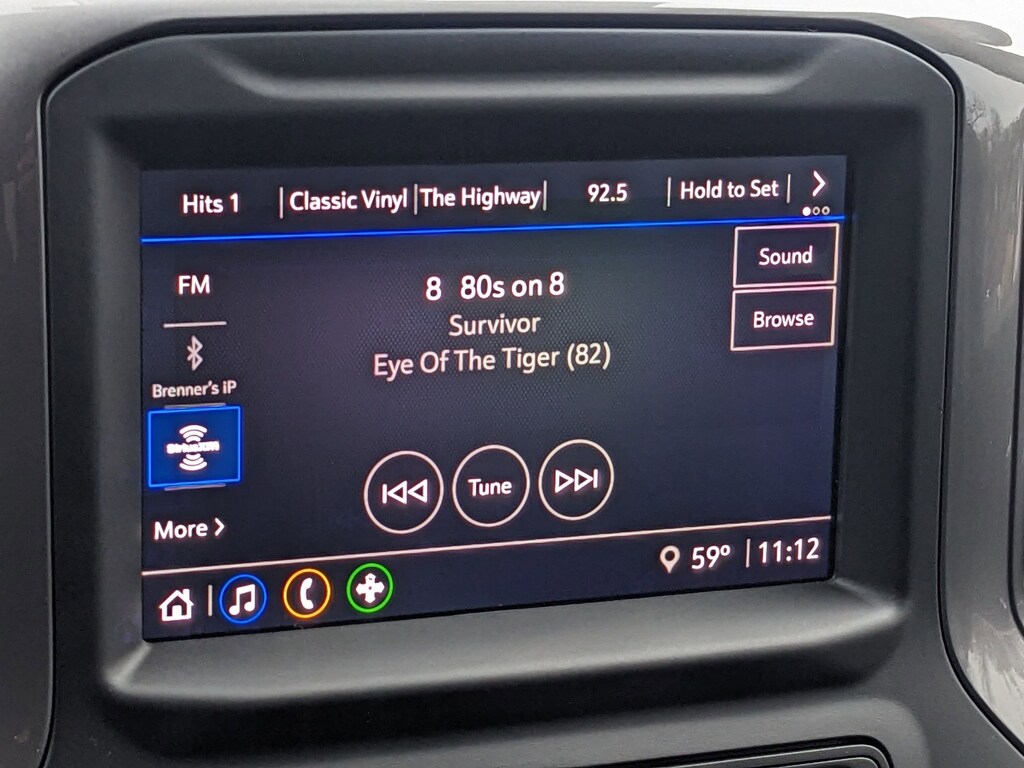 Hits 1 Classic Vinyl The Highway 92.5 Hold to Set
Sound
FM
8 80s on 8
Survivor
Browse
Eye Of The Tiger (82)
Brenner's iP
SiriusXM
Tune
More
59° 11:12